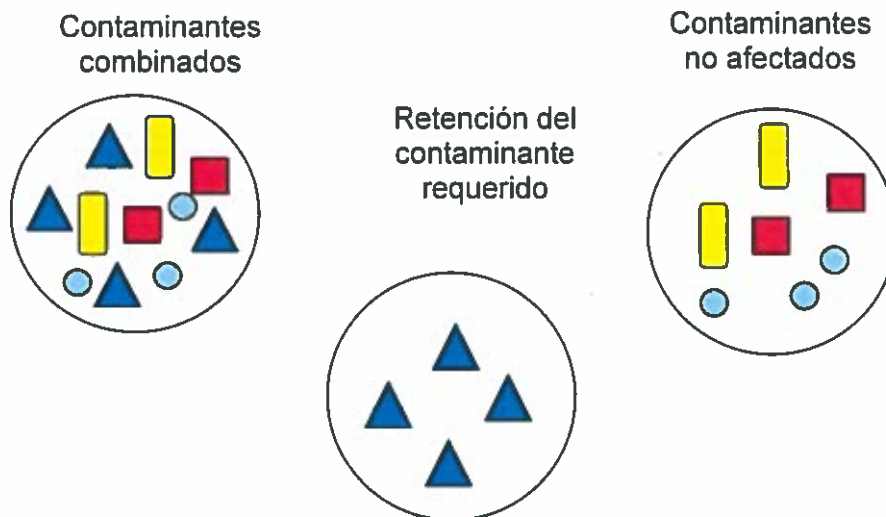 Contaminantes
combinados
Retención del
contaminante
requerido
Contaminantes
no afectados